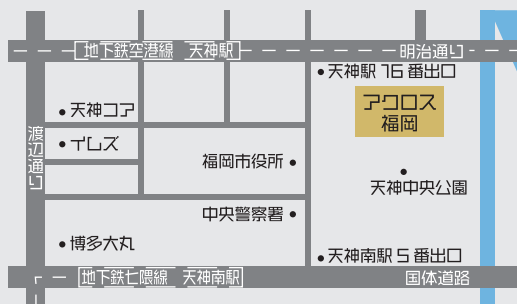 地下鉄空港線 天神駅
明治通り
天神駅16番出口
アクロス
福岡
天神コア
渡辺通り
イムズ
福岡市役所
天神中央公園
中央警察署
博多大丸
天神南駅5番出口
地下鉄七隈線 天神南駅
国体道路